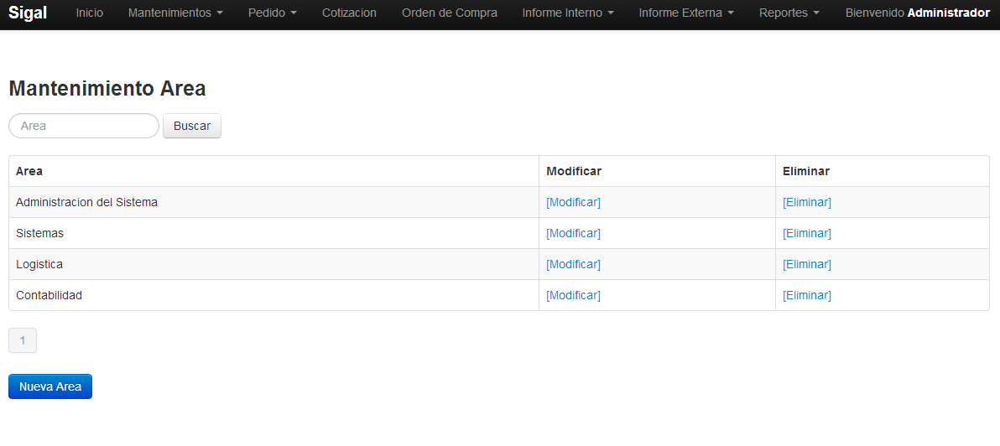 Sigal Inicio Mantenimientos Pedido Cotizacion Orden de Compra Informe Interno Informe Externa Reportes Bienvenido Administrador
Mantenimiento Area
Area Buscar
Area Modificar Eliminar
Administracion del Sistema [Modificar] [Eliminar]
Sistemas [Modificar] [Eliminar]
Logistica [Modificar] [Eliminar]
Contabilidad [Modificar] [Eliminar]
1
Nueva Area